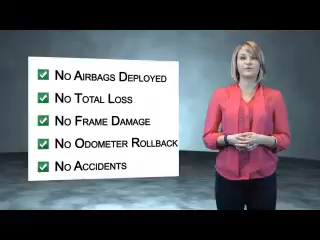 No Airbags Deployed
No Total Loss
No Frame Damage
No Odometer Rollback
No Accidents